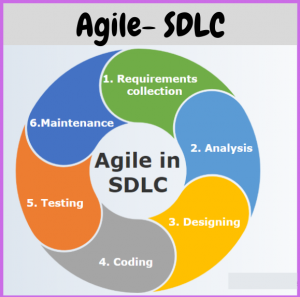 Agile- SDLC
1. Requirements
collection
2. Analysis
3. Designing
4. Coding
5. Testing
6.Maintenance
Agile in
SDLC